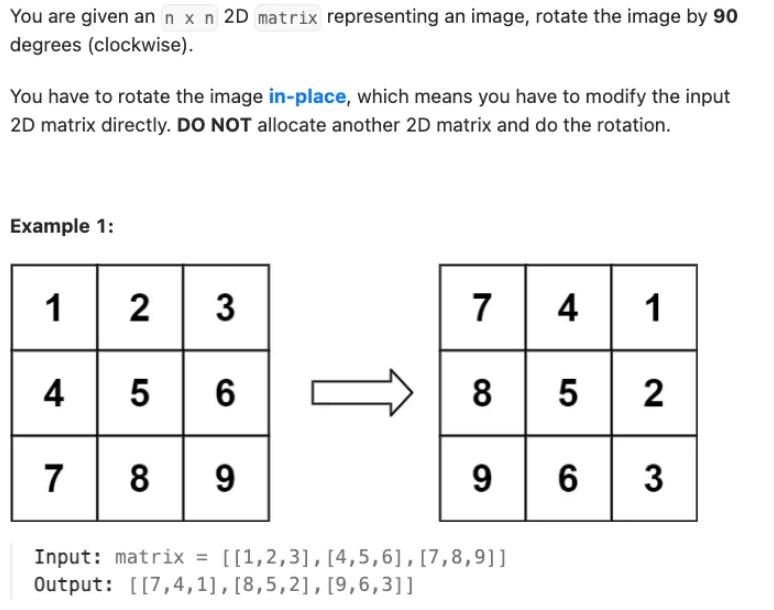 You are given an n x n 2D matrix representing an image, rotate the image by 90
degrees (clockwise).
You have to rotate the image in-place, which means you have to modify the input
2D matrix directly. DO NOT allocate another 2D matrix and do the rotation.
Example 1:
1 2 3 7 4 1
4 5 6 8 5 2
7 8 9 9 6 3
Input: matrix = [[1,2,3],[4,5,6],[7,8,9]]
Output: [[7,4,1],[8,5,2],[9,6,3]]